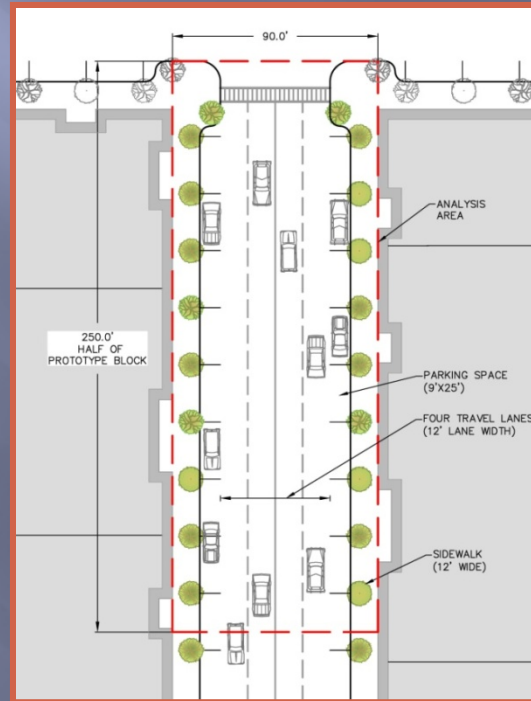 90.0'
ANALYSIS
AREA
250.0'
HALF OF
PROTOTYPE BLOCK
PARKING SPACE
(9'X25')
FOUR TRAVEL LANES
(12' LANE WIDTH)
SIDEWALK
(12' WIDE)